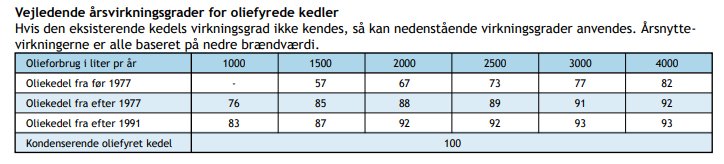 Vejledende årsvirkningsgrader for oliefyrede kedler
Hvis den eksisterende kedels virkningsgrad ikke kendes, så kan nedenstående virkningsgrader anvendes. Årsnytte-
virkningerne er alle baseret på nedre brændværdi.
Olieforbrug i liter pr år 1000 1500 2000 2500 3000 4000
Oliekedel fra før 1977 - 57 67 73 77 82
Oliekedel fra efter 1977 76 85 88 89 91 92
Oliekedel fra efter 1991 83 87 92 92 93 93
Kondenserende oliefyret kedel 100